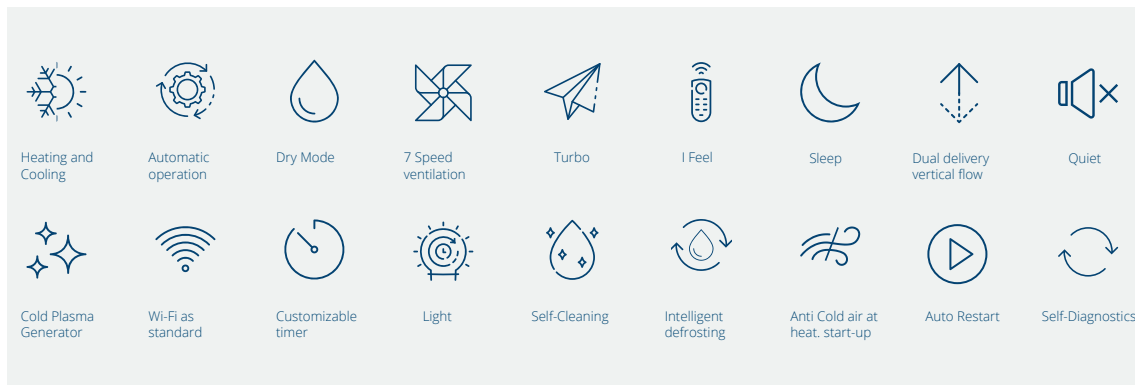 Heating and
Cooling
Automatic
operation
Dry Mode
7 Speed
ventilation
Turbo
I Feel
Sleep
Dual delivery
vertical flow
Quiet
Cold Plasma
Generator
Wi-Fi as
standard
Customizable
timer
Light
Self-Cleaning
Intelligent
defrosting
Anti Cold air at
heat. start-up
Auto Restart
Self-Diagnostics